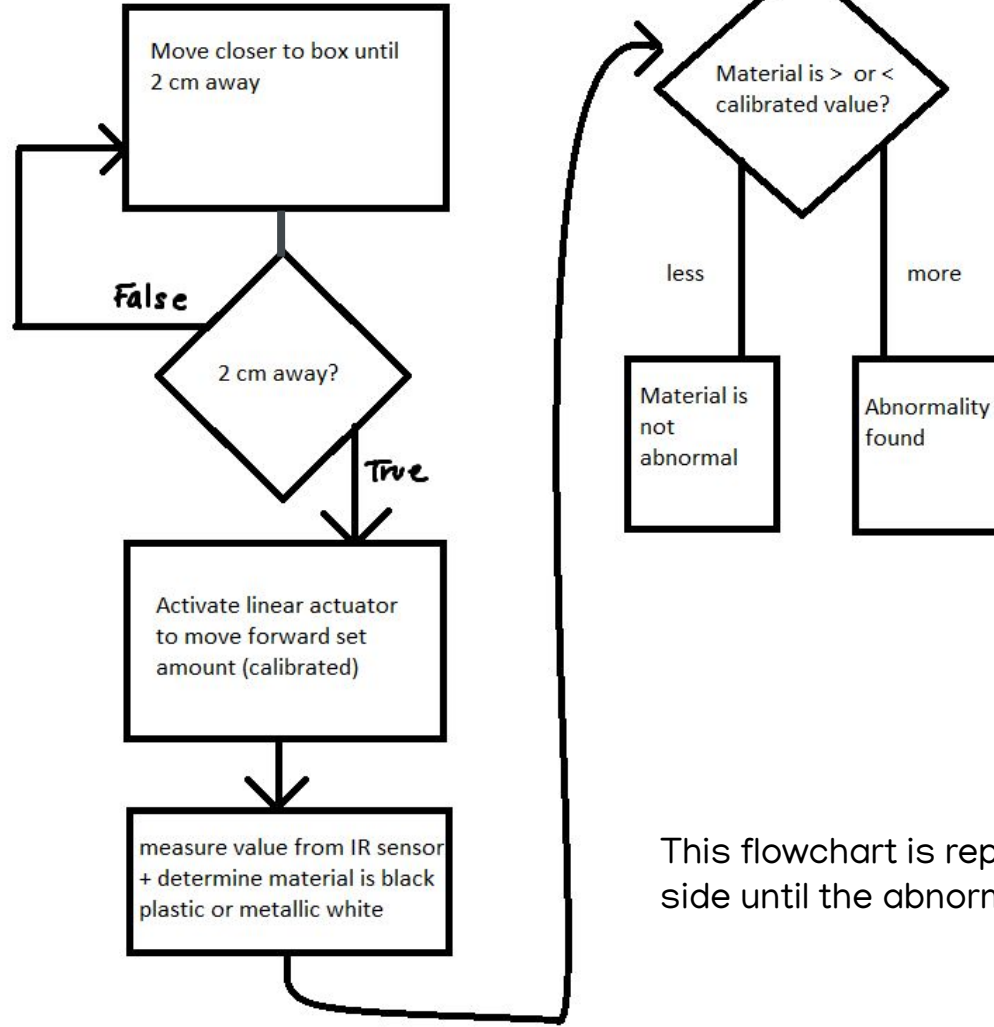 Move closer to box until
2 cm away
False
2 cm away?
True
Activate linear actuator
to move forward set
amount (calibrated)
measure value from IR sensor
+ determine material is black
plastic or metallic white
Material is > or <
calibrated value?
less
more
Material is
not
abnormal
Abnormality
found
This flowchart is
side until the